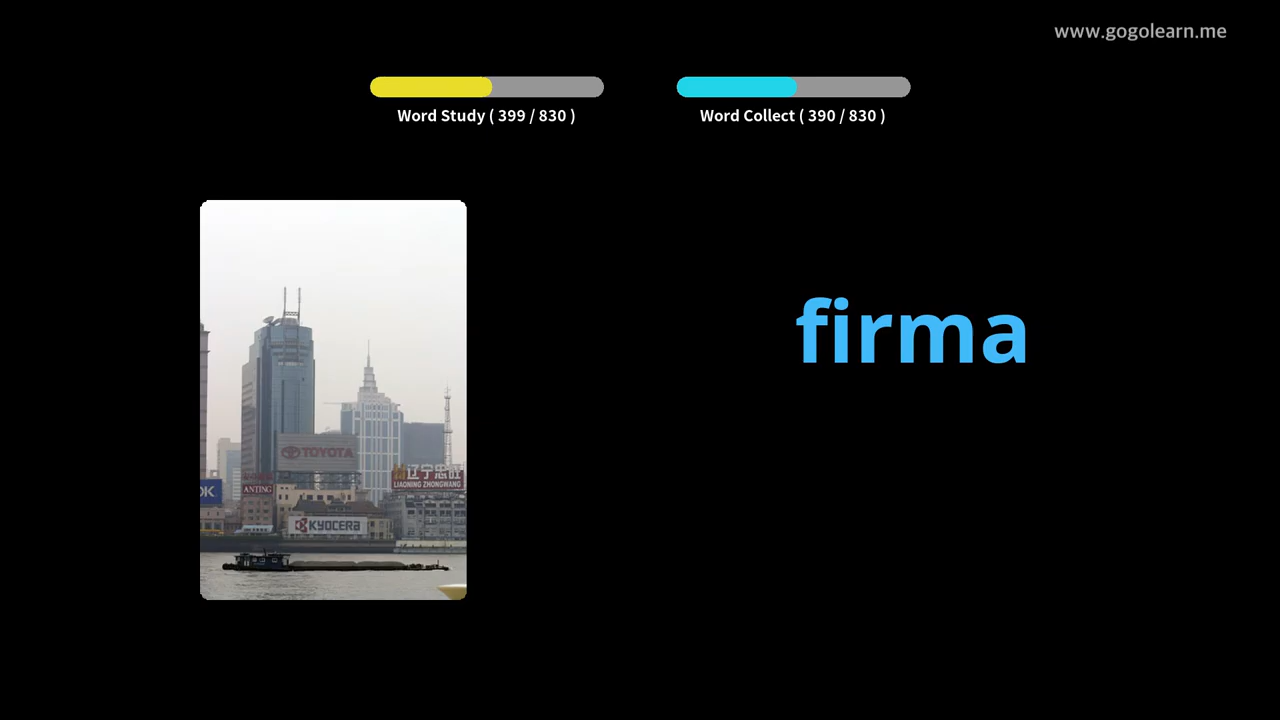 www.gogolearn.me
Word Study ( 399 / 830 )
Word Collect ( 390 / 830 )
firma
TOYOTA
辽宁忠旺
LIAONING ZHONGWANG
ANTING
OK
KYOCERA